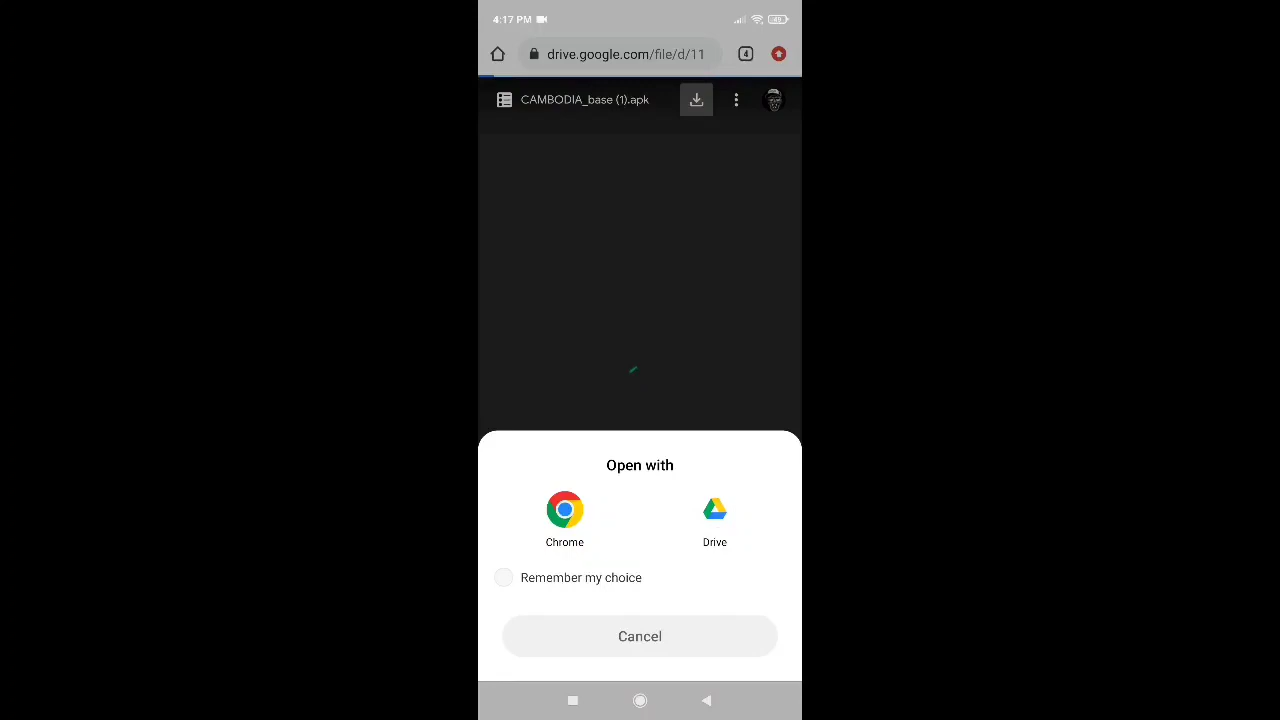 4:17 PM
48
drive.google.com/file/d/11
4
CAMBODIA_base (1).apk
Open with
Chrome
Drive
Remember my choice
Cancel